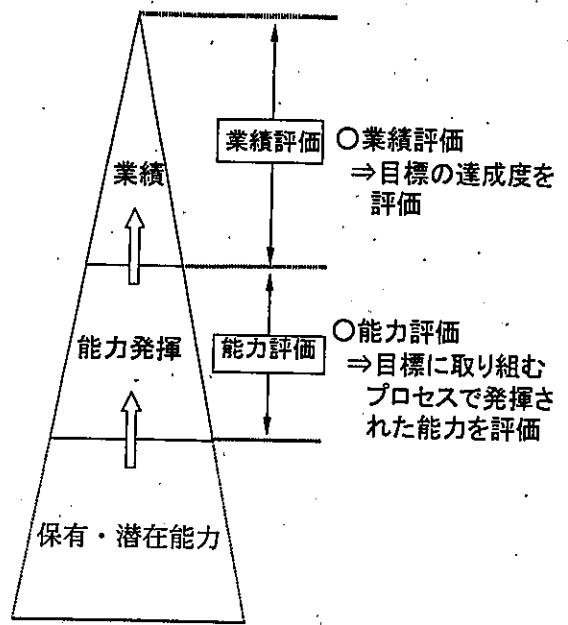 業績
業績評価
○業績評価
⇒目標の達成度を
評価
能力発揮
能力評価
○能力評価
⇒目標に取り組む
プロセスで発揮さ
れた能力を評価
保有・潜在能力